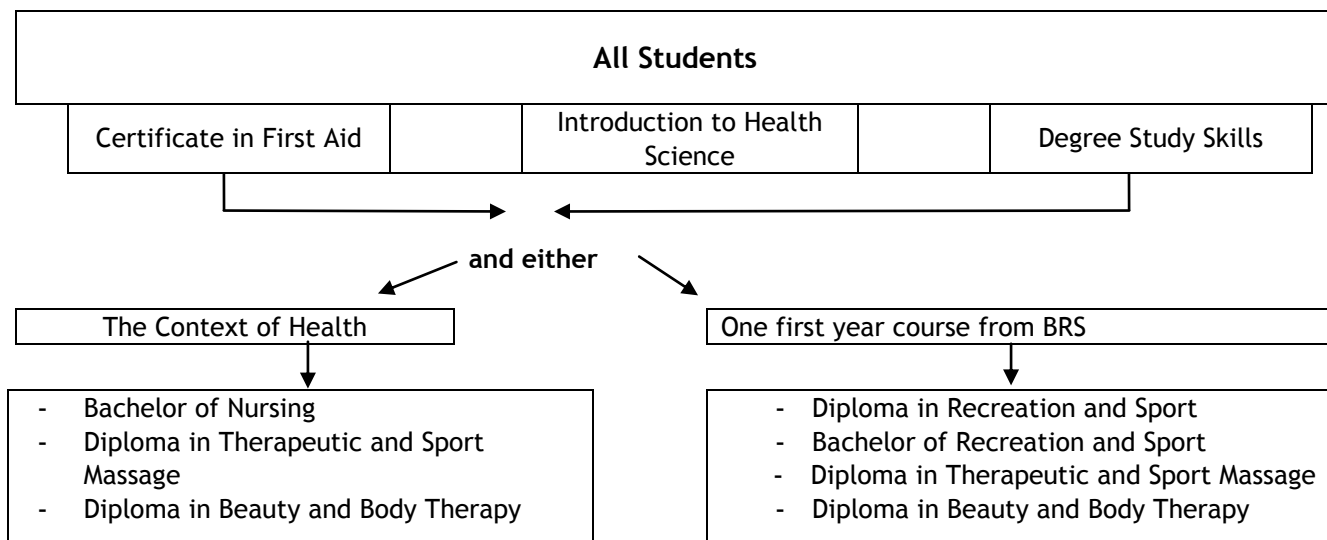 All Students
Certificate in First Aid
Introduction to Health
Science
Degree Study Skills
and either
The Context of Health
One first year course from BRS
- Bachelor of Nursing
- Diploma in Therapeutic and Sport
Massage
- Diploma in Beauty and Body Therapy
- Diploma in Recreation and Sport
- Bachelor of Recreation and Sport
- Diploma in Therapeutic and Sport Massage
- Diploma in Beauty and Body Therapy